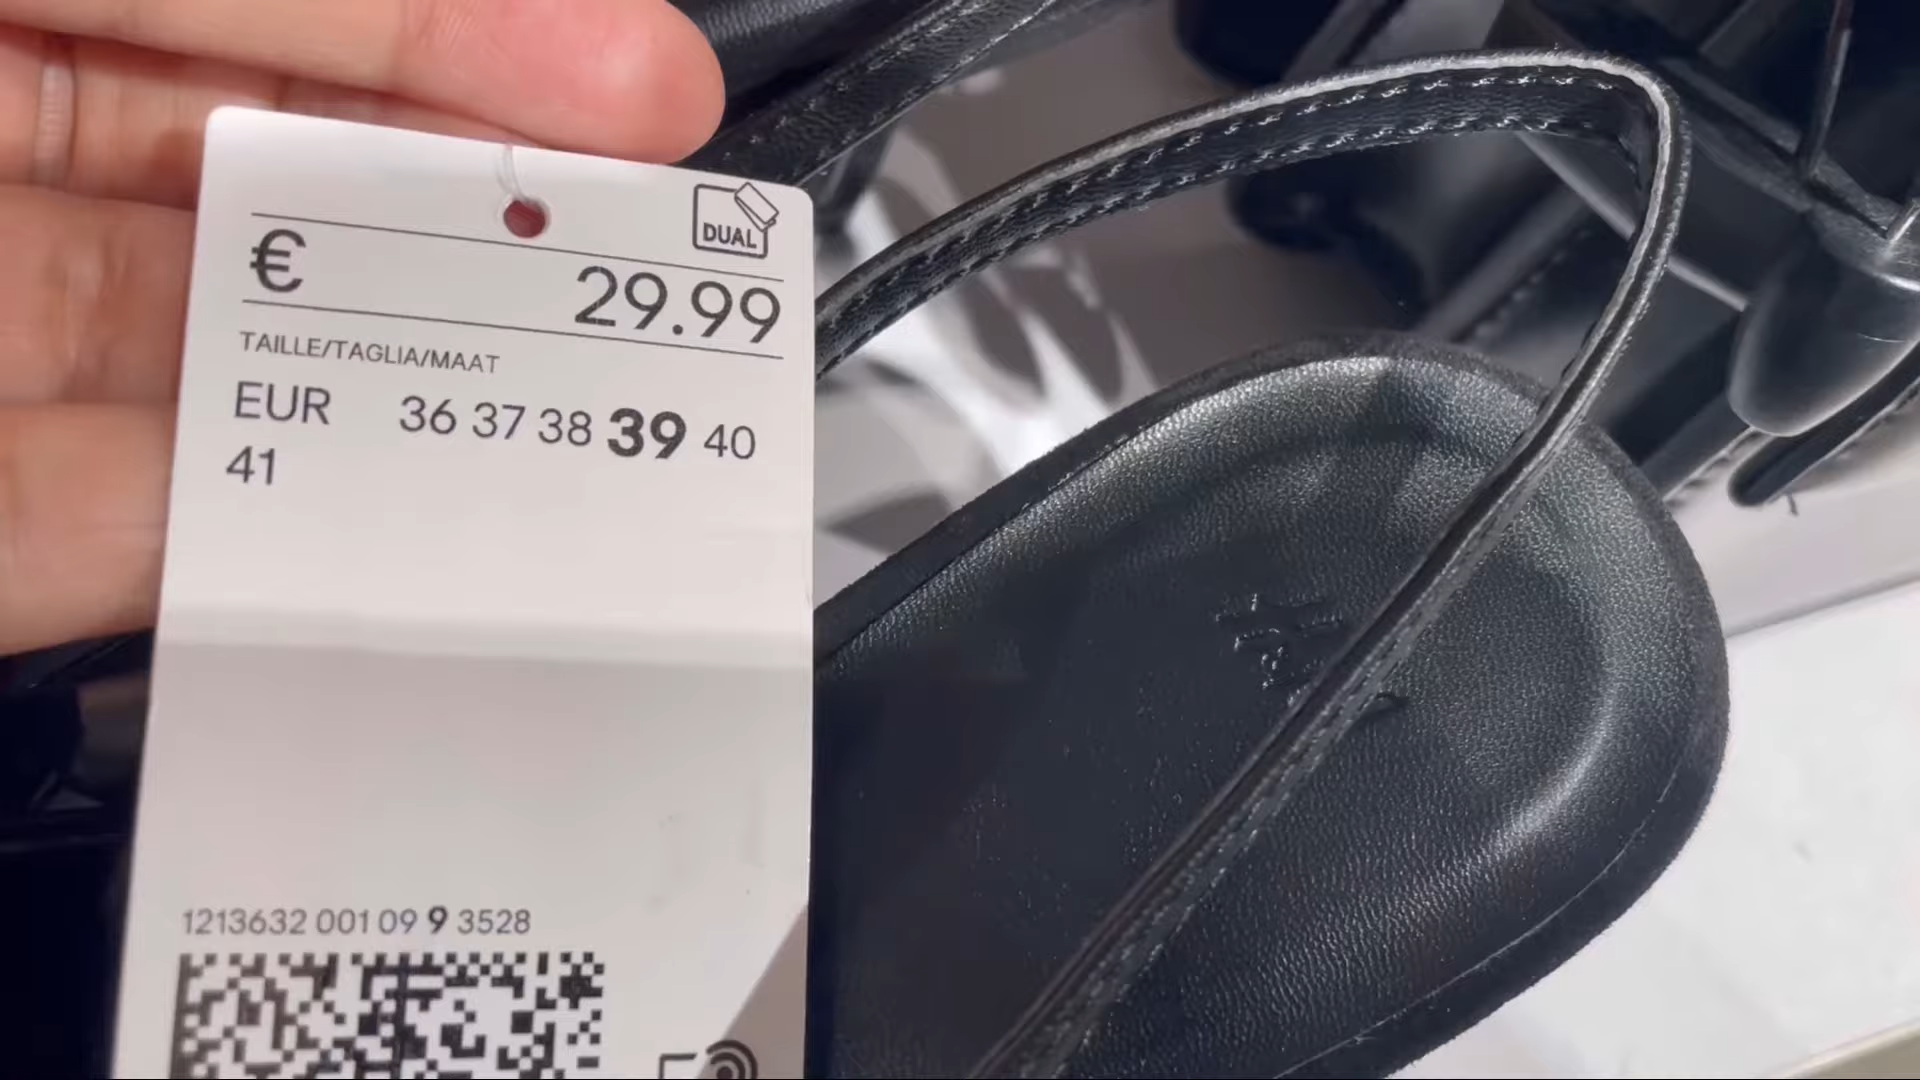 DUAL
€ 29.99
TAILLE/TAGLIA/MAAT
EUR 36 37 38 39 40
41
1213632 001 09 9 3528